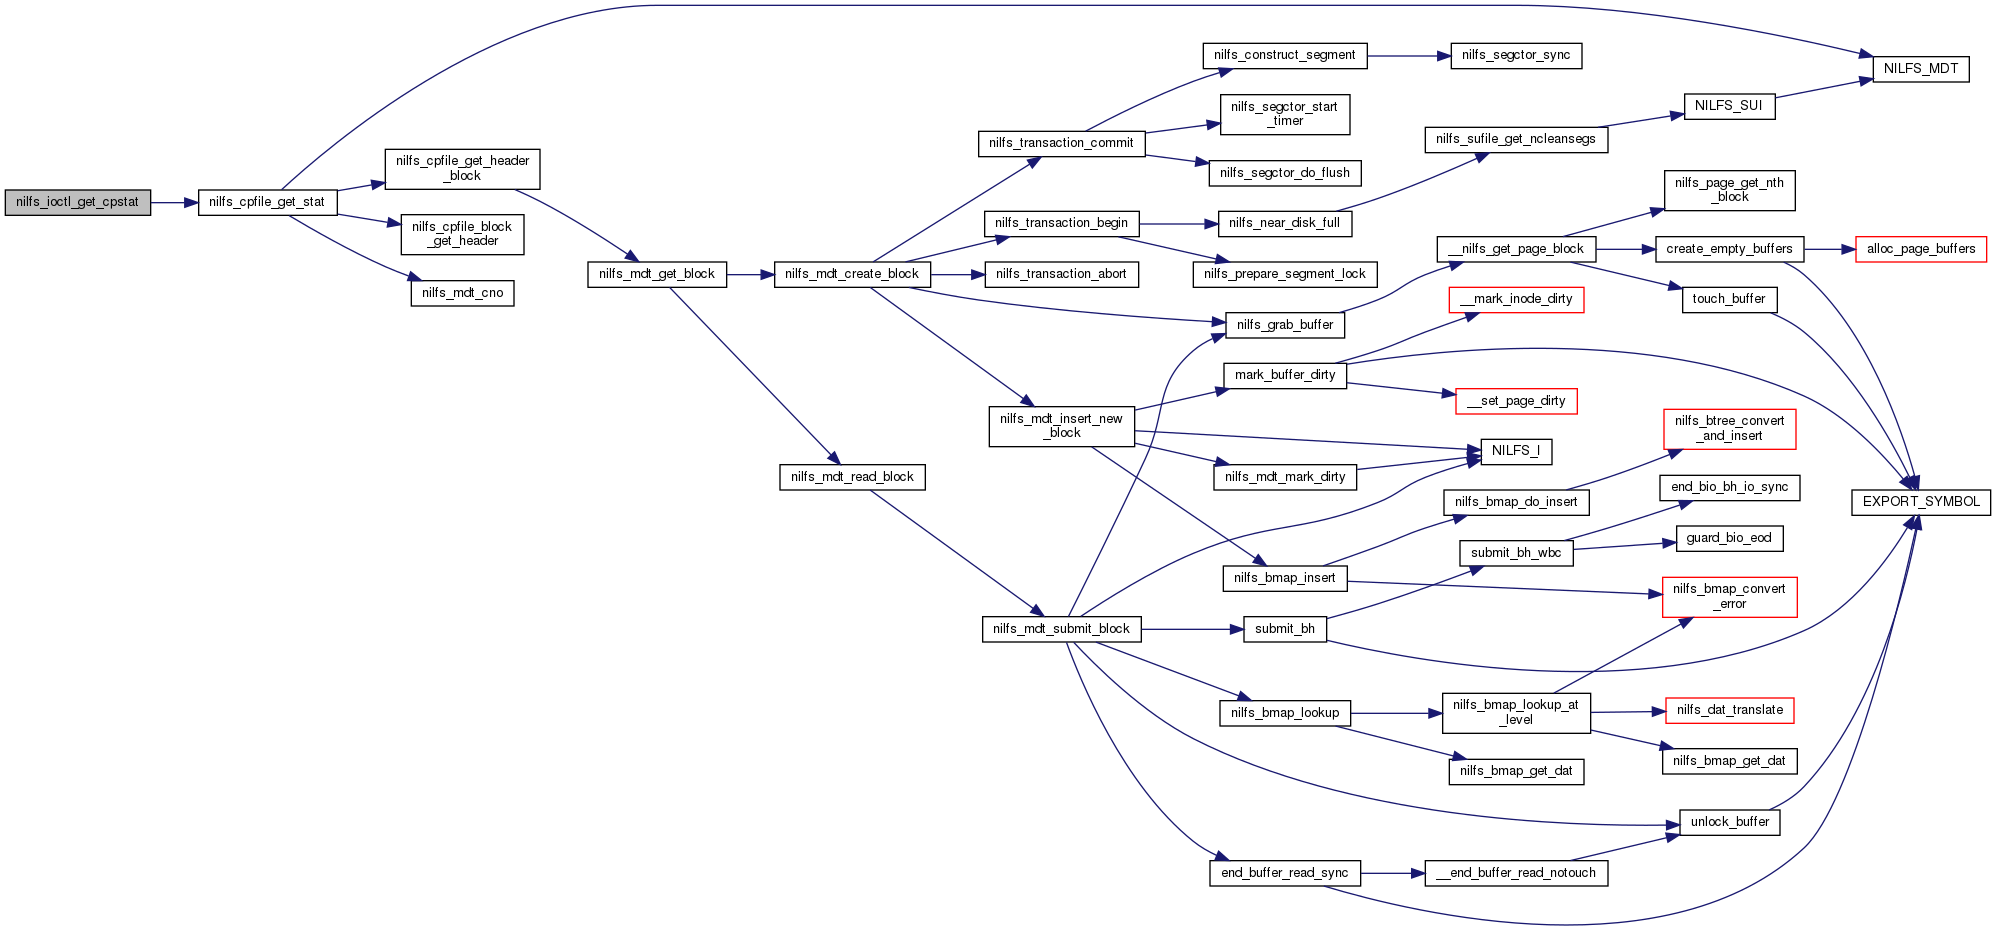 nilfs_ioctl_get_cpstat
nilfs_cpfile_get_stat
nilfs_cpfile_get_header
_block
nilfs_cpfile_block
_get_header
nilfs_mdt_cno
nilfs_mdt_get_block
nilfs_mdt_create_block
nilfs_mdt_read_block
nilfs_transaction_commit
nilfs_transaction_begin
nilfs_transaction_abort
nilfs_mdt_insert_new
_block
nilfs_mdt_submit_block
nilfs_construct_segment
nilfs_segctor_start
_timer
nilfs_segctor_do_flush
nilfs_near_disk_full
nilfs_prepare_segment_lock
nilfs_grab_buffer
mark_buffer_dirty
nilfs_mdt_mark_dirty
nilfs_bmap_insert
submit_bh
nilfs_bmap_lookup
end_buffer_read_sync
nilfs_segctor_sync
nilfs_sufile_get_ncleansegs
__nilfs_get_page_block
__mark_inode_dirty
__set_page_dirty
NILFS_I
nilfs_bmap_do_insert
submit_bh_wbc
nilfs_bmap_lookup_at
_level
nilfs_bmap_get_dat
__end_buffer_read_notouch
NILFS_SUI
nilfs_page_get_nth
_block
create_empty_buffers
touch_buffer
nilfs_btree_convert
_and_insert
end_bio_bh_io_sync
guard_bio_eod
nilfs_bmap_convert
_error
nilfs_dat_translate
nilfs_bmap_get_dat
unlock_buffer
NILFS_MDT
alloc_page_buffers
EXPORT_SYMBOL